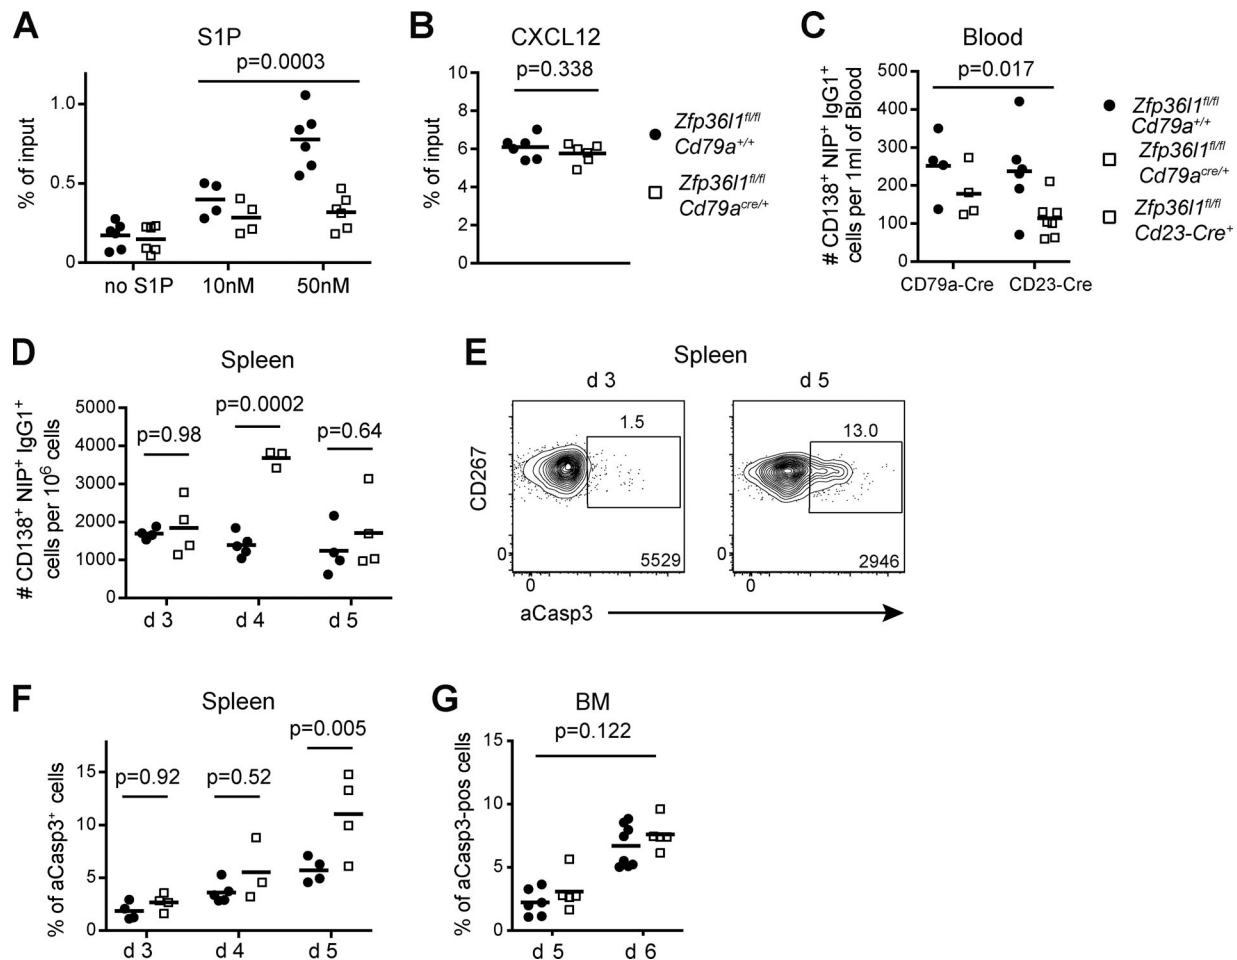 A
S1P
p=0.0003
% of input
1.0
0.5
0
no S1P 10nM 50nM
B
CXCL12
p=0.338
% of input
10
8
6
4
2
0
Zfp36l1fl/fl
Cd79a+/+
Zfp36l1fl/fl
Cd79acre/+
C
Blood
p=0.017
# CD138+ NIP+ IgG1+
cells per 1ml of Blood
500
400
300
200
100
0
CD79a-Cre CD23-Cre
Zfp36l1fl/fl
Cd79a+/+
Zfp36l1fl/fl
Cd79acre/+
Zfp36l1fl/fl
Cd23-Cre+
D
Spleen
p=0.98 p=0.0002 p=0.64
# CD138+ NIP+ IgG1+
cells per 10^6 cells
5000
4000
3000
2000
1000
0
d 3 d 4 d 5
E
Spleen
d 3 d 5
CD267
1.5
5529
0
0
13.0
2946
0
0
aCasp3
F
Spleen
p=0.92 p=0.52 p=0.005
% of aCasp3+ cells
15
10
5
0
d 3 d 4 d 5
G
BM
p=0.122
% of aCasp3-pos cells
15
10
5
0
d 5 d 6